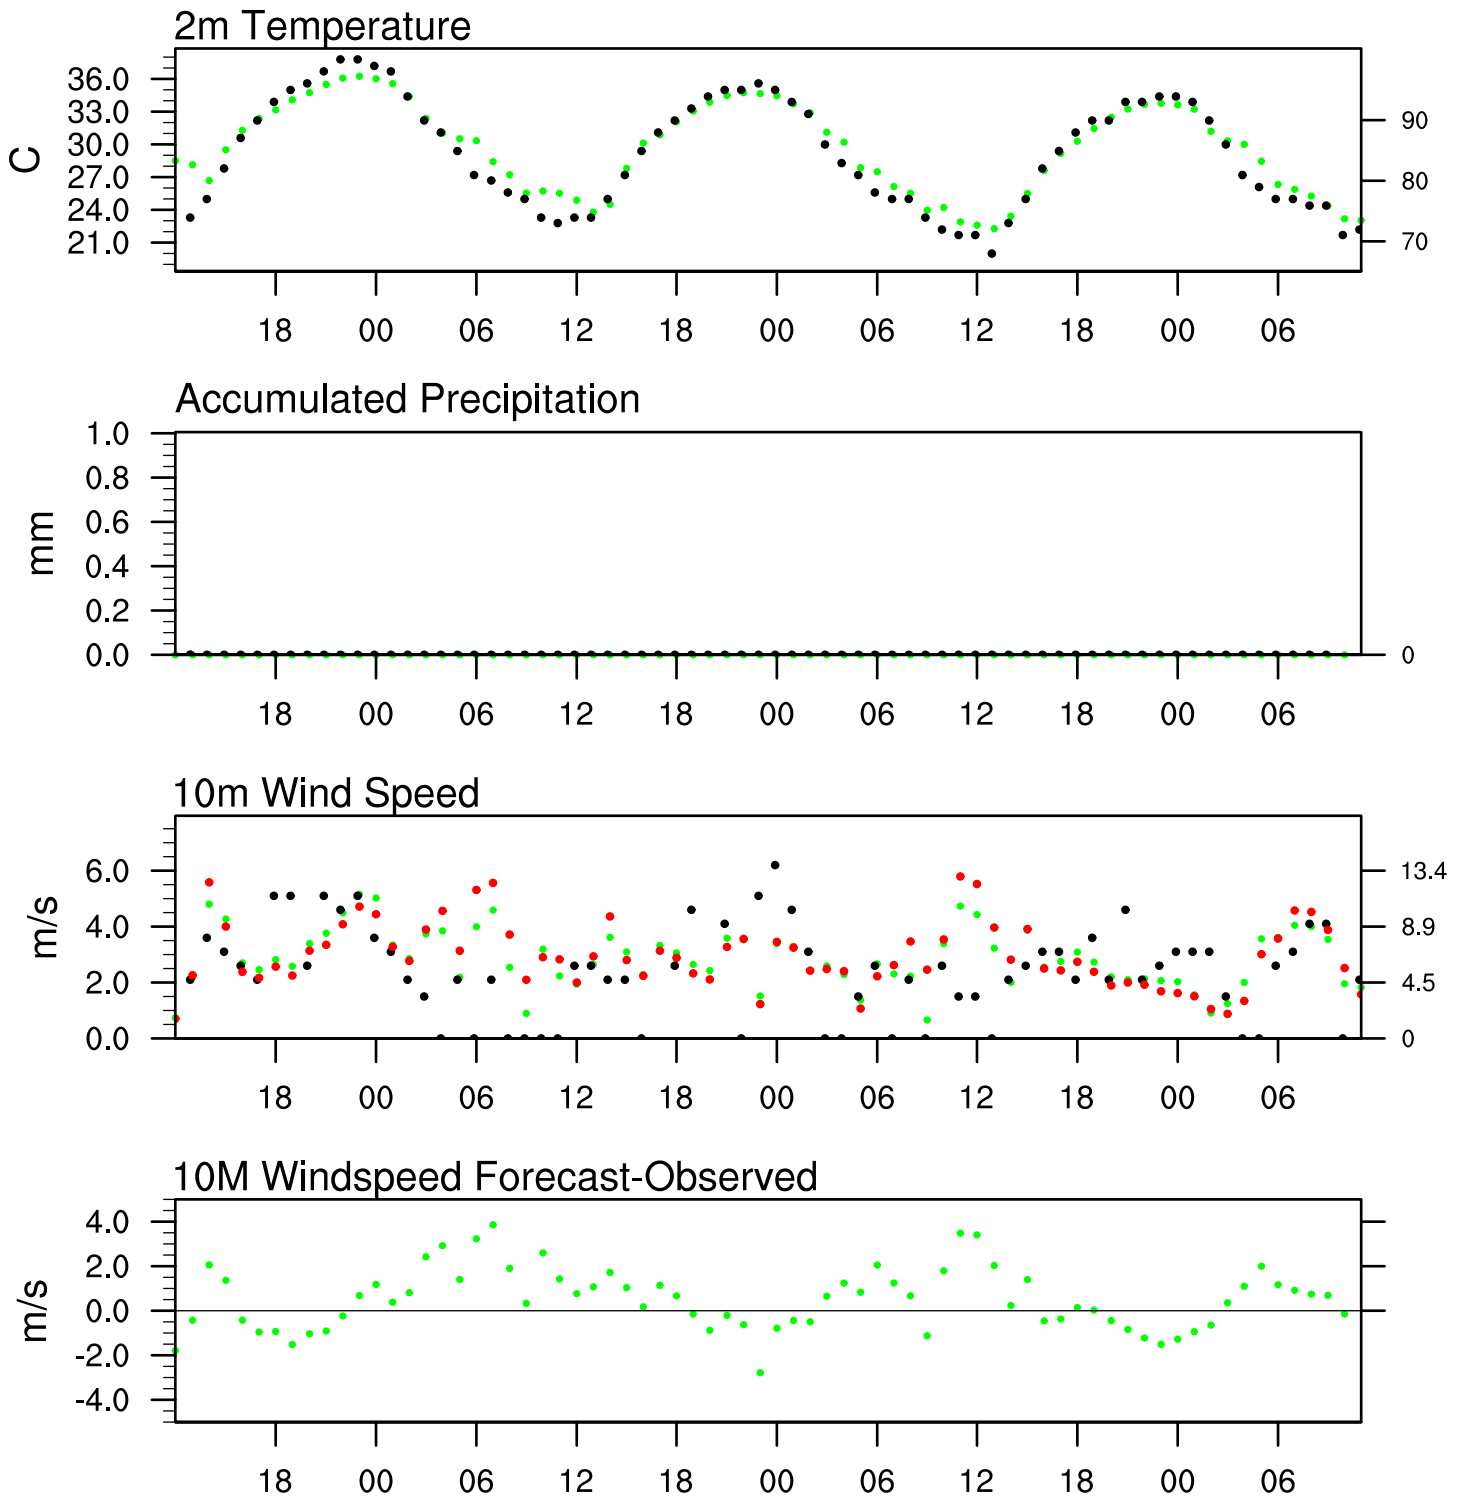 2m Temperature
36.0
33.0
30.0
27.0
24.0
21.0
C
90
80
70
18 00 06 12 18 00 06 12 18 00 06
Accumulated Precipitation
1.0
0.8
0.6
0.4
0.2
0.0
mm
0
18 00 06 12 18 00 06 12 18 00 06
10m Wind Speed
6.0
4.0
2.0
0.0
m/s
13.4
8.9
4.5
0
18 00 06 12 18 00 06 12 18 00 06
10M Windspeed Forecast-Observed
4.0
2.0
0.0
-2.0
-4.0
m/s
18 00 06 12 18 00 06 12 18 00 06